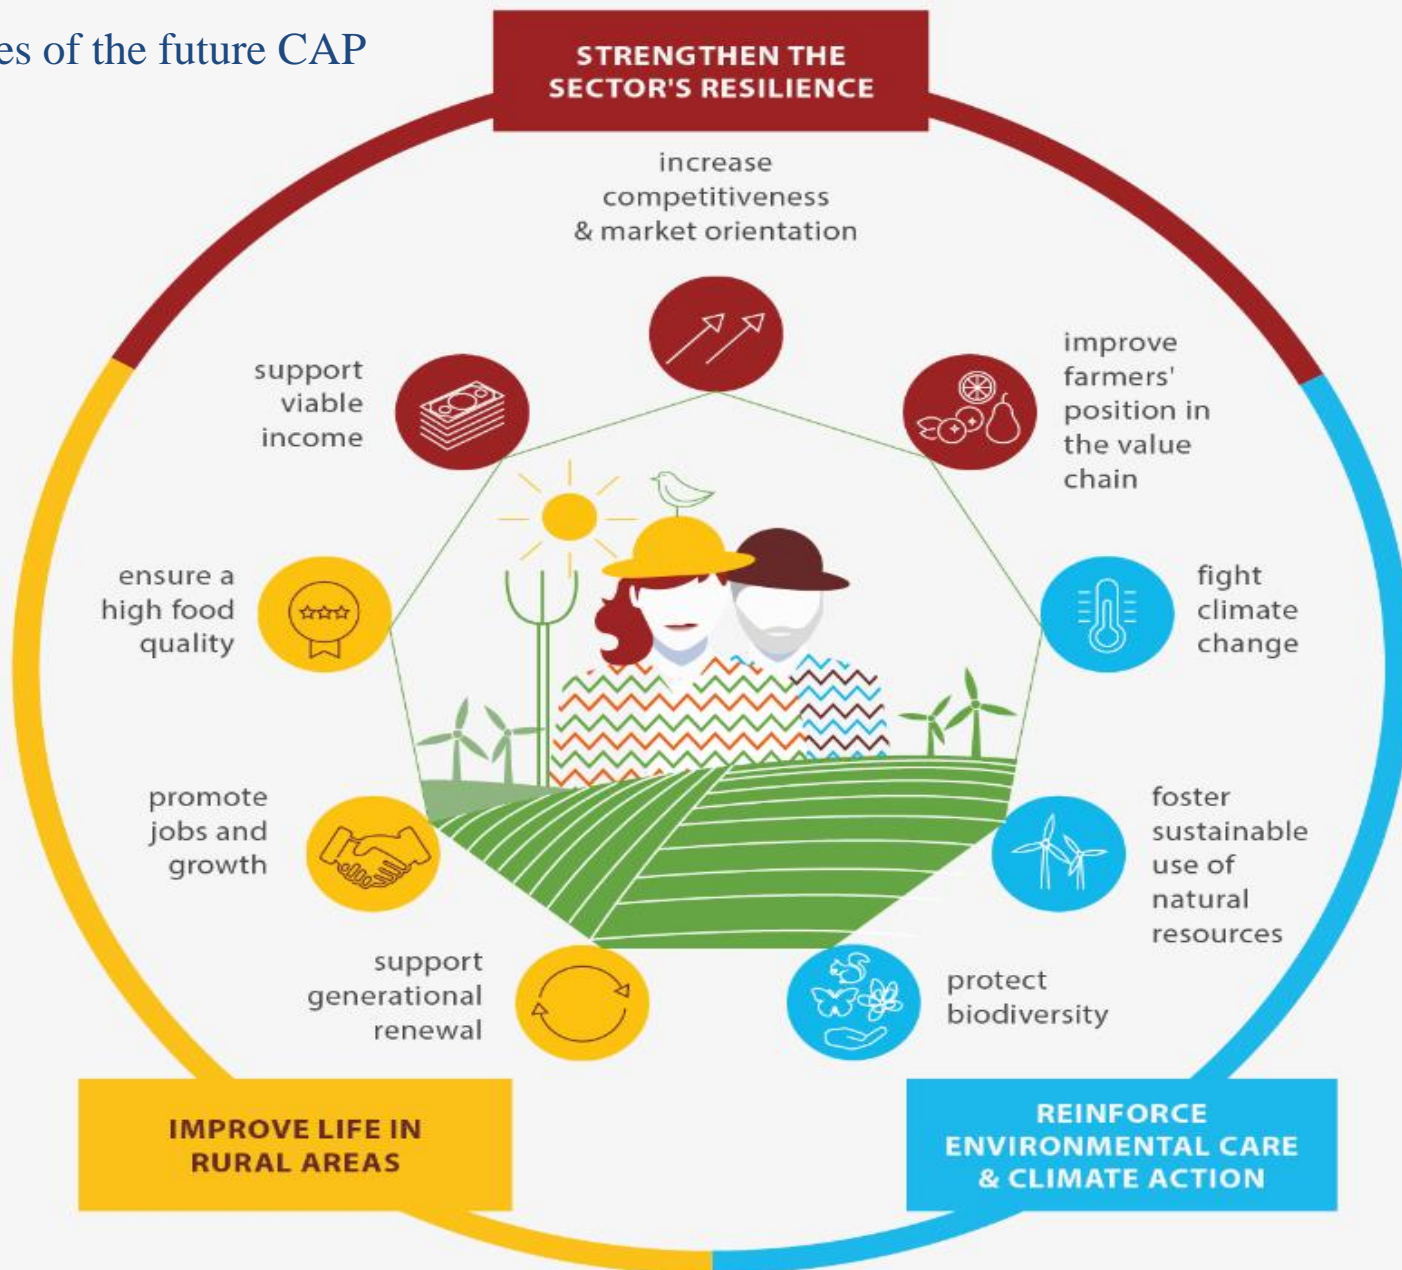 es of the future CAP
STRENGTHEN THE
SECTOR'S RESILIENCE
increase
competitiveness
& market orientation
support
viable
income
improve
farmers'
position in
the value
chain
ensure a
high food
quality
fight
climate
change
promote
jobs and
growth
foster
sustainable
use of
natural
resources
support
generational
renewal
protect
biodiversity
IMPROVE LIFE IN
RURAL AREAS
REINFORCE
ENVIRONMENTAL CARE
& CLIMATE ACTION